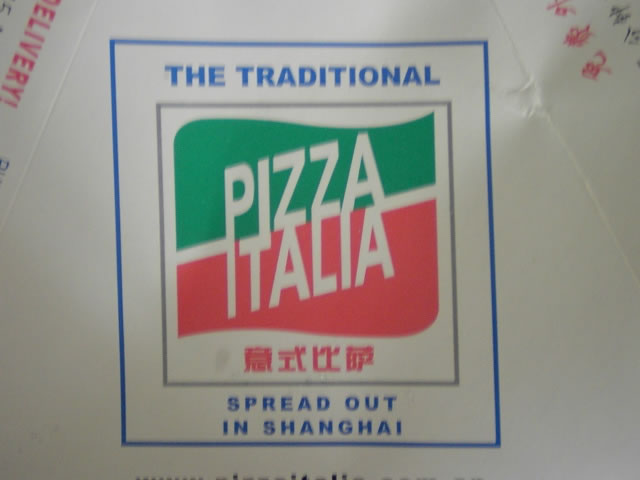 DELIVERY!
THE TRADITIONAL
PIZZA
ITALIA
意式比萨
SPREAD OUT
IN SHANGHAI